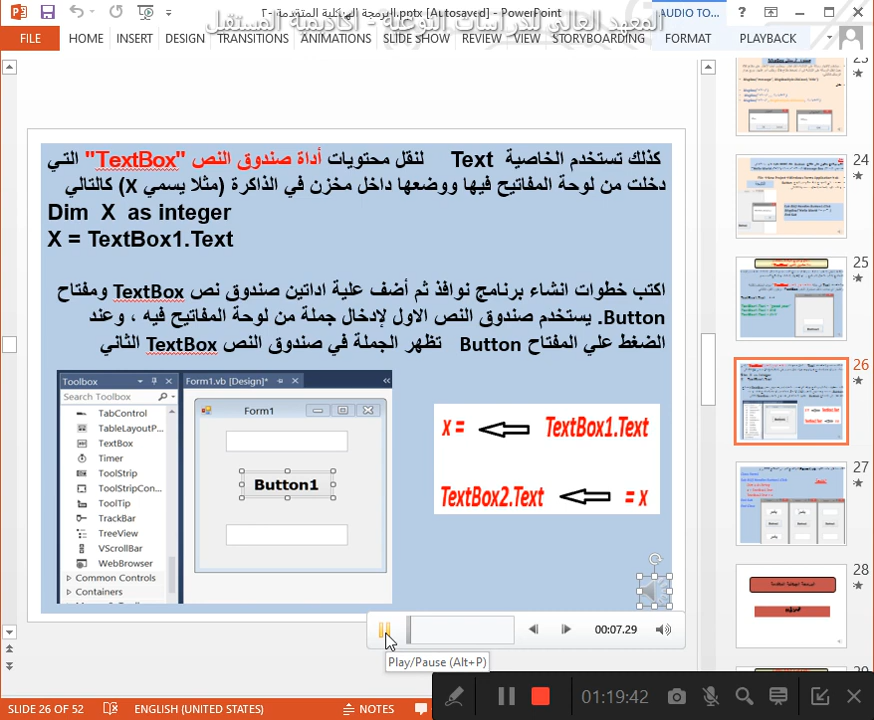 البرمجة الهيكلية المتقدمة -٢.pptx [Autosaved] - PowerPoint
المعهد العالي للدراسات النوعية - أكاديمية المستقبل
AUDIO TO...
FILE HOME INSERT DESIGN TRANSITIONS ANIMATIONS SLIDE SHOW REVIEW VIEW STORYBOARDING FORMAT PLAYBACK
كذلك تستخدم الخاصية Text لنقل محتويات أداة صندوق النص "TextBox" التي
دخلت من لوحة المفاتيح فيها ووضعها داخل مخزن في الذاكرة (مثلا يسمي x) كالتالي
Dim X as integer
X = TextBox1.Text
اكتب خطوات انشاء برنامج نوافذ ثم أضف علية اداتين صندوق نص TextBox ومفتاح
Button. يستخدم صندوق النص الاول لإدخال جملة من لوحة المفاتيح فيه ، وعند
الضغط علي المفتاح Button تظهر الجملة في صندوق النص TextBox الثاني
Toolbox
Search Toolbox
TabControl
TableLayoutP...
TextBox
Timer
ToolStrip
ToolStripCon...
ToolTip
TrackBar
TreeView
VScrollBar
WebBrowser
Common Controls
Containers
Form1.vb [Design]*
Form1
Button1
x = TextBox1.Text
TextBox2.Text = x
00:07.29
Play/Pause (Alt+P)
24
25
26
27
28
SLIDE 26 OF 52 ENGLISH (UNITED STATES) NOTES
01:19:42